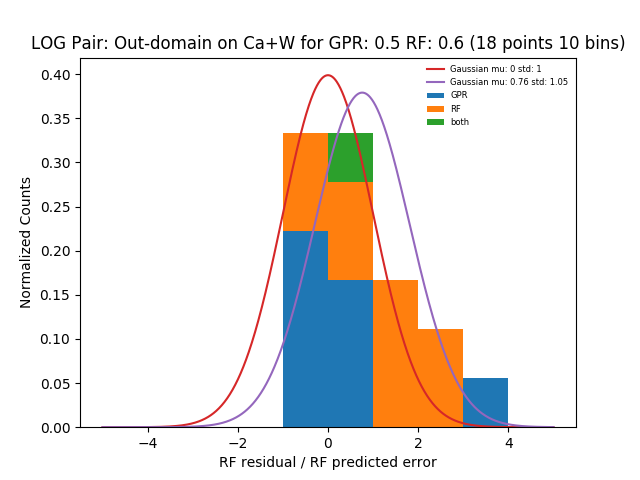 LOG Pair: Out-domain on Ca+W for GPR: 0.5 RF: 0.6 (18 points 10 bins)
Gaussian mu: 0 std: 1
Gaussian mu: 0.76 std: 1.05
GPR
RF
both
0.40
0.35
0.30
0.25
0.20
0.15
0.10
0.05
0.00
Normalized Counts
−4 −2 0 2 4
RF residual / RF predicted error